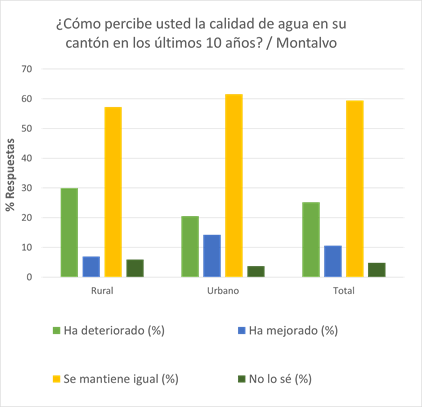 ¿Cómo percibe usted la calidad de agua en su
cantón en los últimos 10 años? / Montalvo
70
60
50
40
30
20
10
0
% Respuestas
Rural
Urbano
Total
Ha deteriorado (%)
Ha mejorado (%)
Se mantiene igual (%)
No lo sé (%)